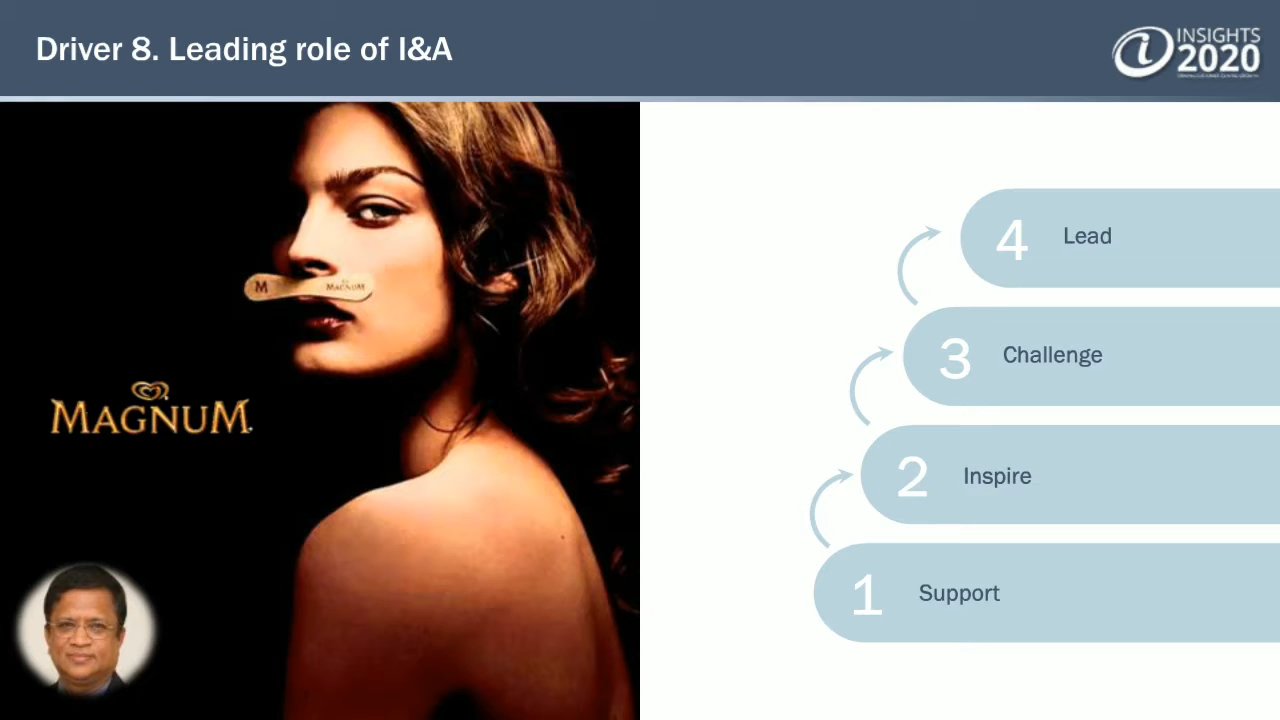 Driver 8. Leading role of I&A
INSIGHTS
2020
M
MAGNUM
MAGNUM
4 Lead
3 Challenge
2 Inspire
1 Support